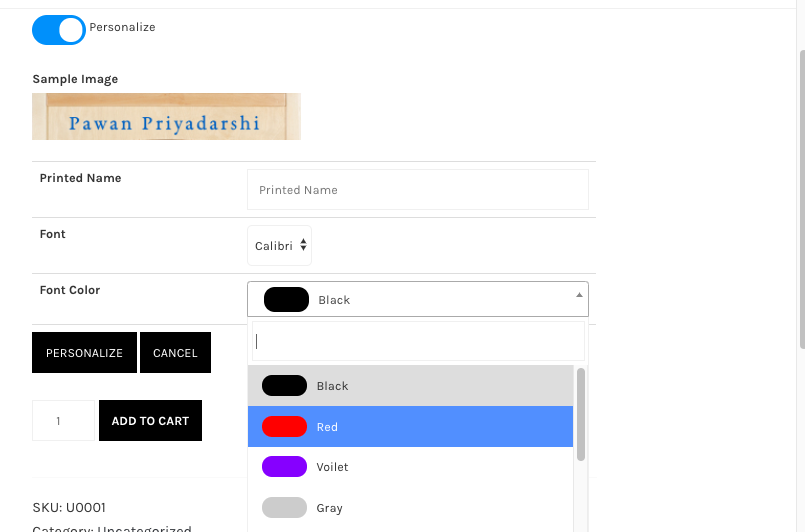 Personalize
Sample Image
Pawan Priyadarshi
Printed Name
Printed Name
Font
Calibri
Font Color
Black
PERSONALIZE
CANCEL
Black
1
ADD TO CART
Red
Voilet
SKU: U0001
Gray
Category: Uncategorized